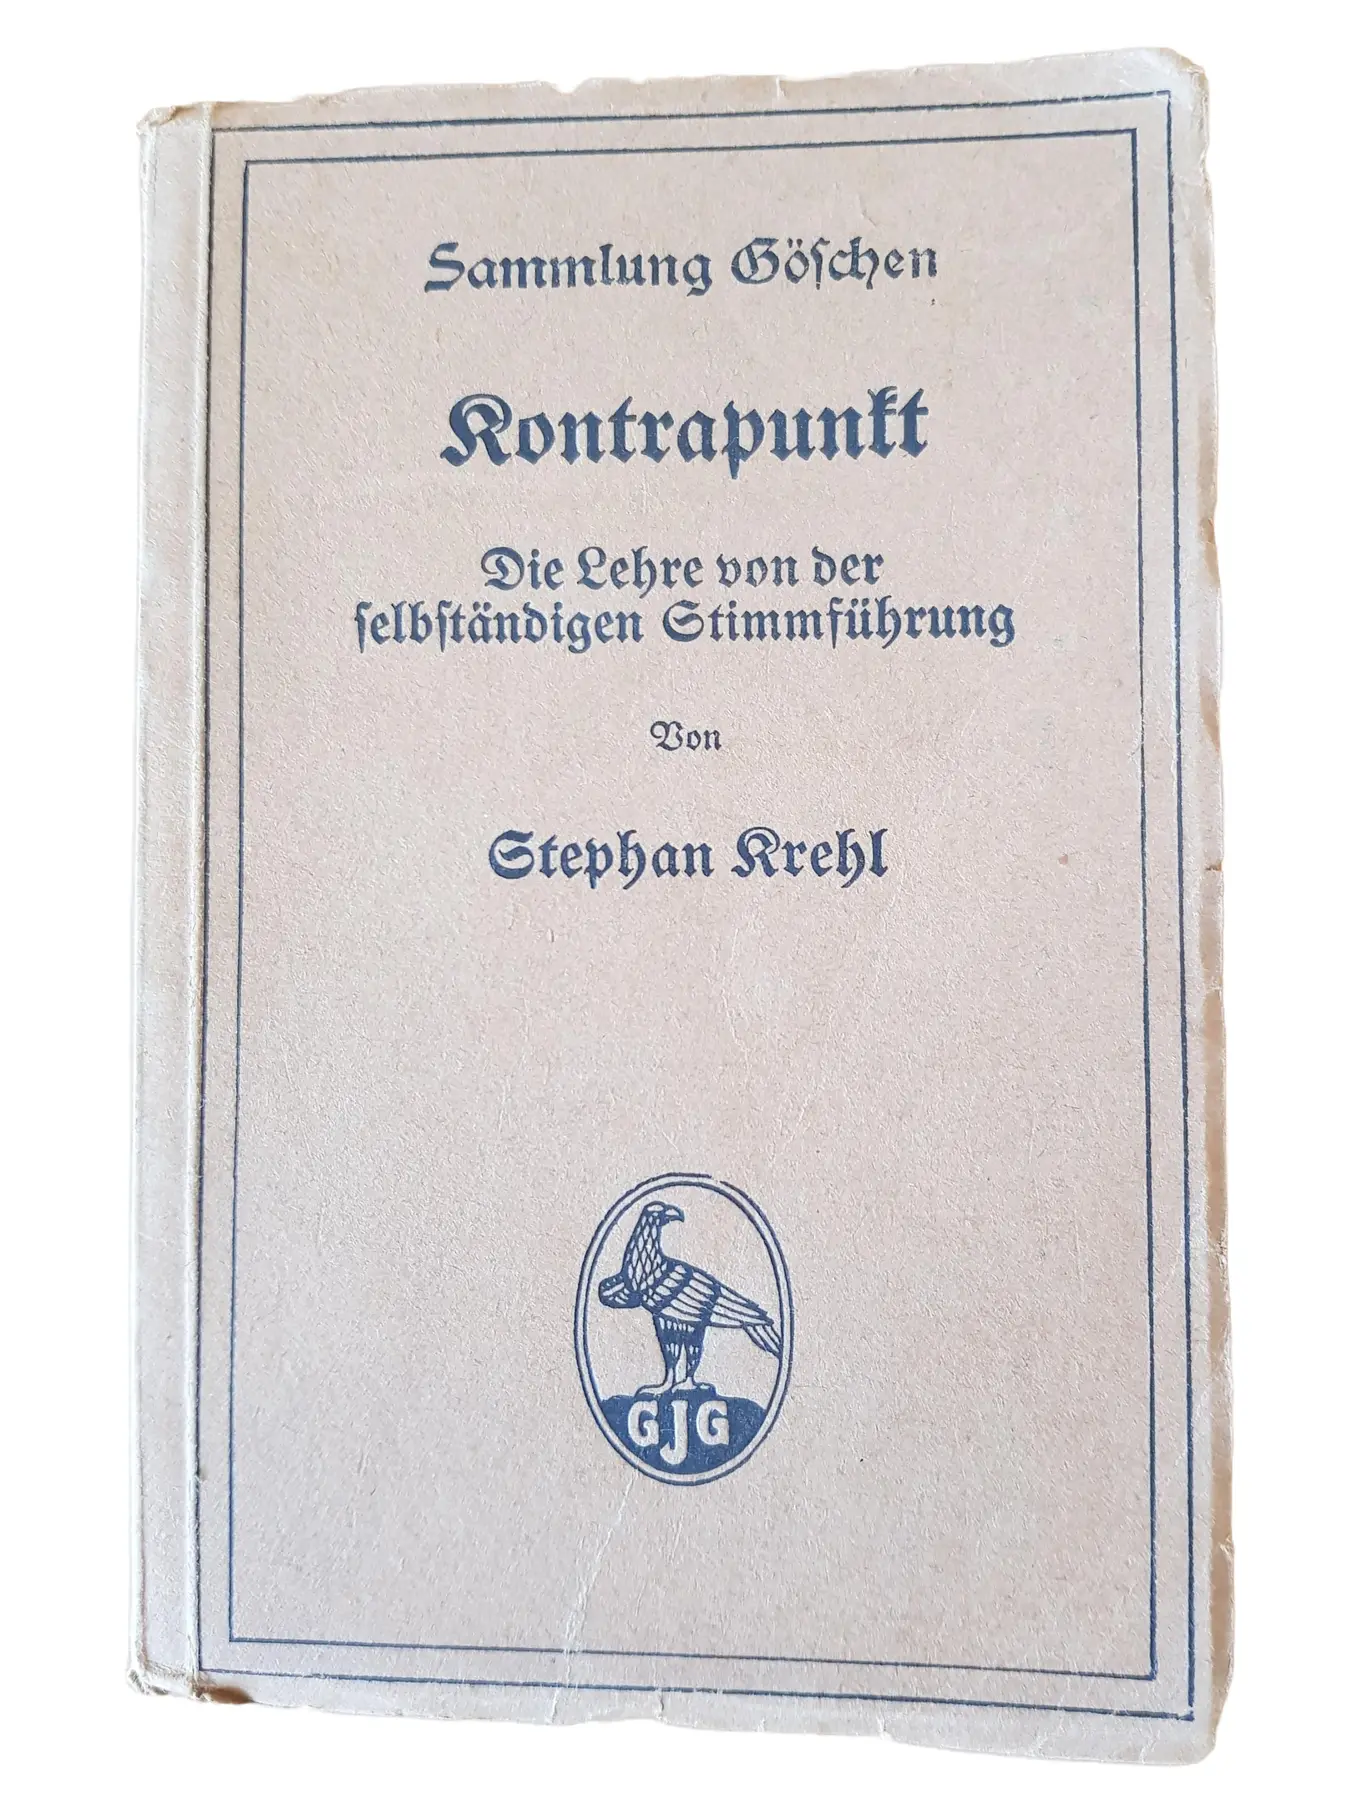 Sammlung Göschen
Kontrapunkt
Die Lehre von der
selbständigen Stimmführung
Von
Stephan Krehl
GJG